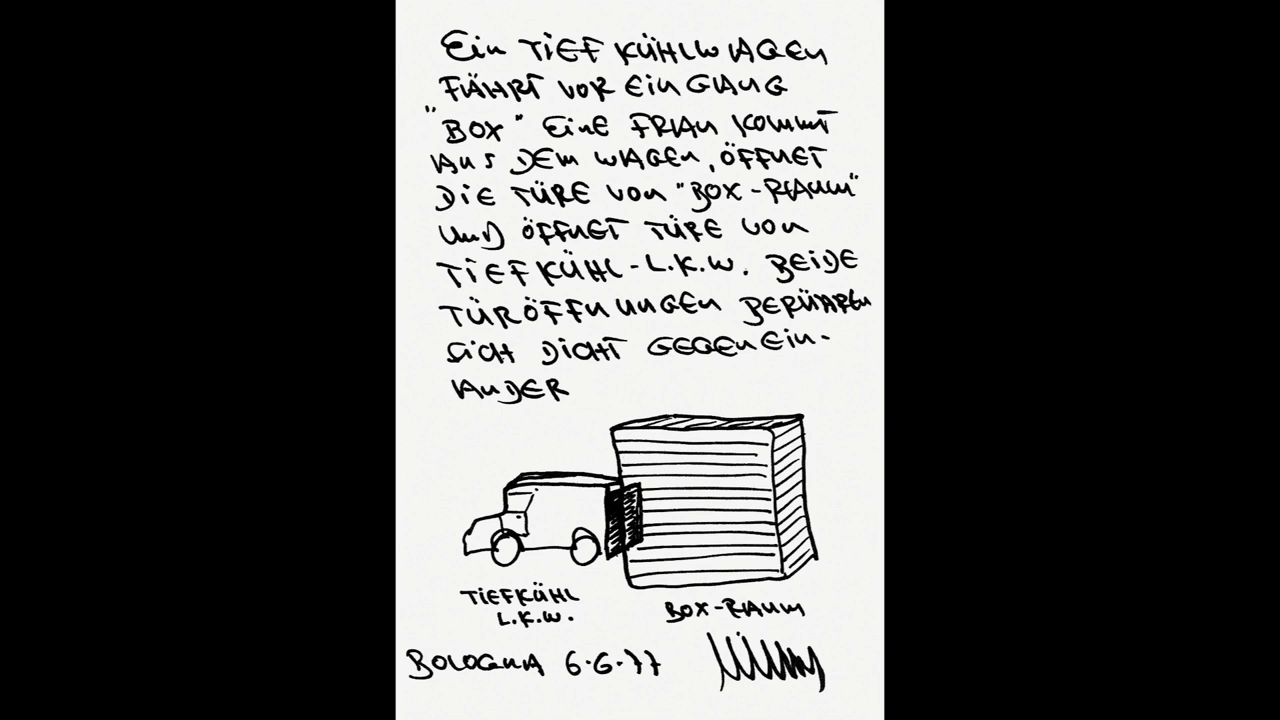 Ein TIEFKÜHLWAGEN
FÄHRT VOR EINGANG
"BOX" EINE FRAU KOMMT
AUS DEM WAGEN, ÖFFNET
DIE TÜRE VON "BOX-RAUM"
UND ÖFFNET TÜRE VON
TIEFKÜHL-L.K.W. BEIDE
TÜRÖFFNUNGEN BERÜHREN
SICH DICHT GEGENEIN-
ANDER
TIEFKÜHL
L.K.W.
BOX-RAUM
BOLOGNA 6.6.77